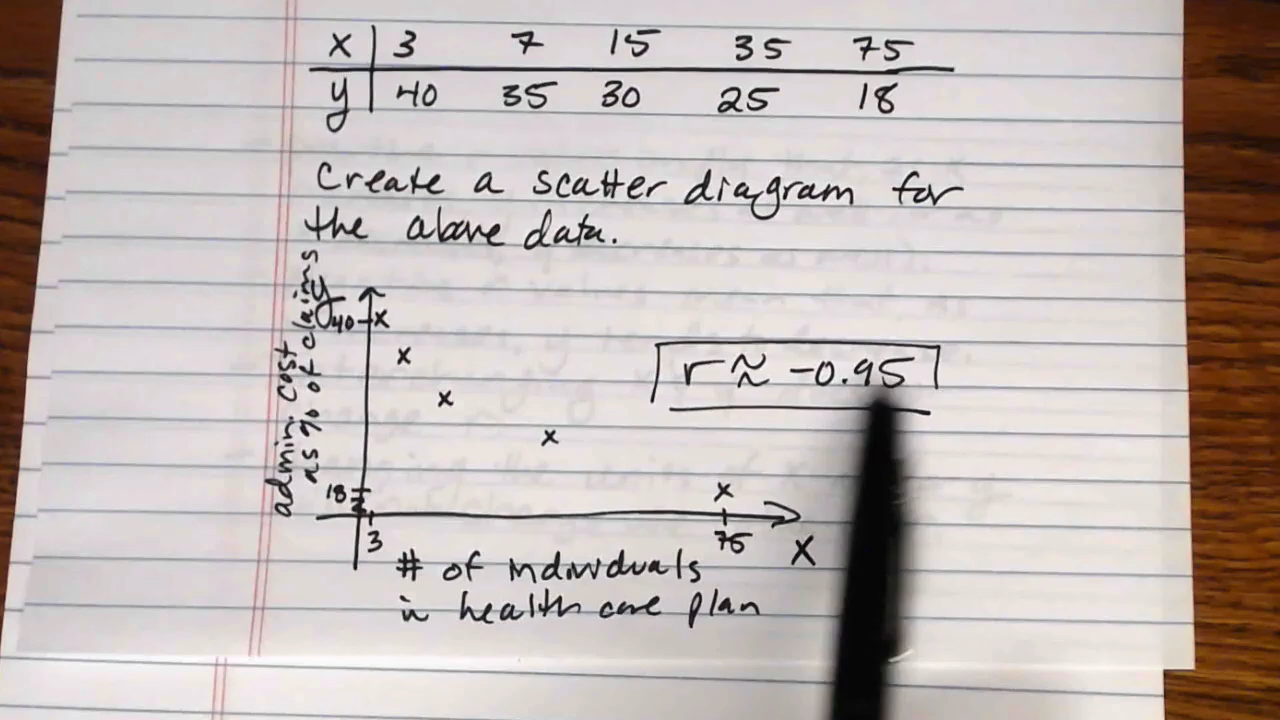 x 3 7 15 35 75
y 40 35 30 25 18
Create a scatter diagram for
the above data.
y
40
admin. cost
as % of claims
r ≈ -0.95
18
3
75
x
# of individuals
in health care plan